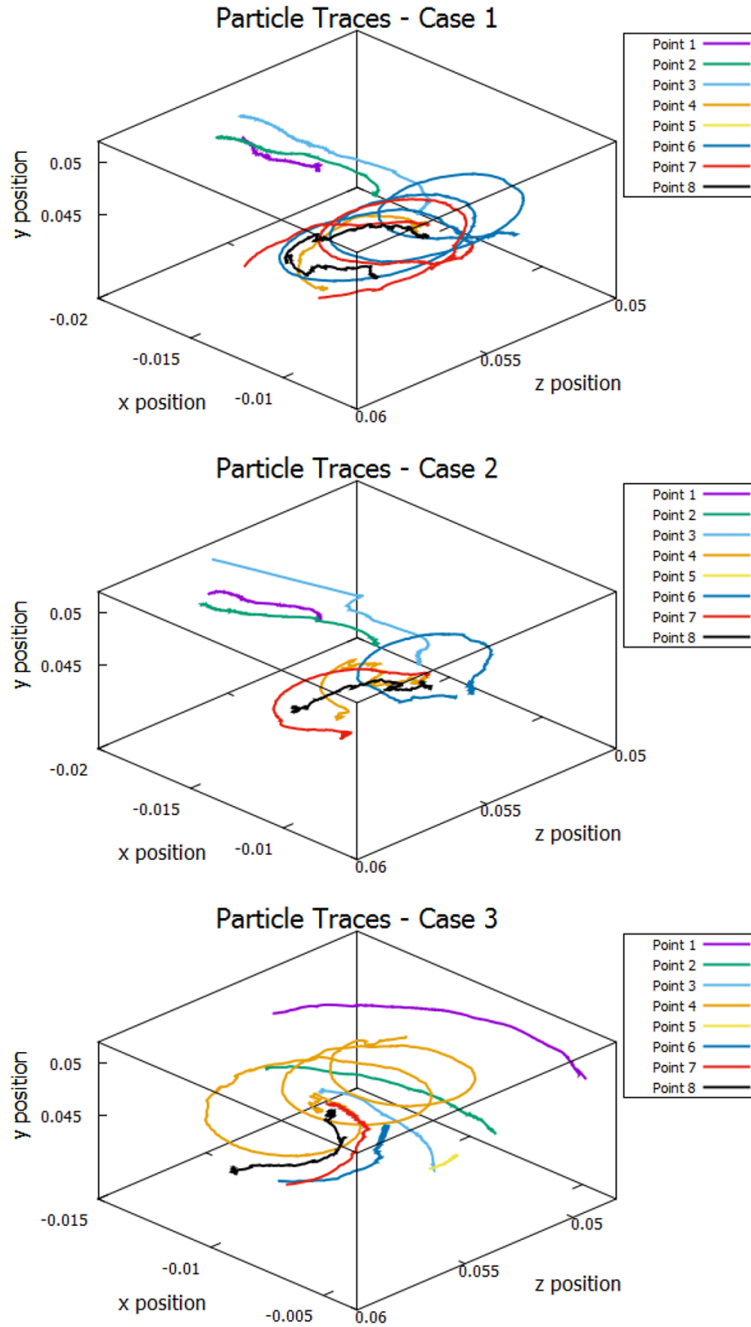 Particle Traces - Case 1
Point 1
Point 2
Point 3
Point 4
Point 5
Point 6
Point 7
Point 8
y position
0.05
0.045
-0.02
-0.015
-0.01
x position
0.06
0.055
0.05
z position
Particle Traces - Case 2
Point 1
Point 2
Point 3
Point 4
Point 5
Point 6
Point 7
Point 8
y position
0.05
0.045
-0.02
-0.015
-0.01
x position
0.06
0.055
0.05
z position
Particle Traces - Case 3
Point 1
Point 2
Point 3
Point 4
Point 5
Point 6
Point 7
Point 8
y position
0.05
0.045
-0.015
-0.01
-0.005
x position
0.06
0.055
0.05
z position